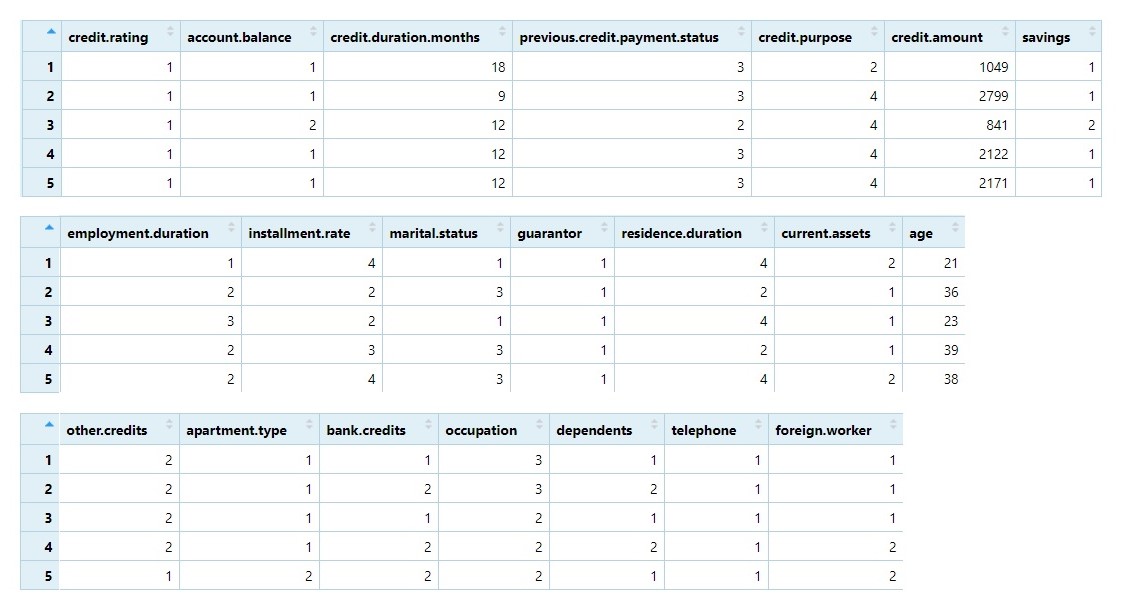 credit.rating account.balance credit.duration.months previous.credit.payment.status credit.purpose credit.amount savings
1 1 1 18 3 2 1049 1
2 1 1 9 3 4 2799 1
3 1 2 12 2 4 841 2
4 1 1 12 3 4 2122 1
5 1 1 12 3 4 2171 1
employment.duration installment.rate marital.status guarantor residence.duration current.assets age
1 1 4 1 1 4 2 21
2 2 2 3 1 2 1 36
3 3 2 1 1 4 1 23
4 2 3 3 1 2 1 39
5 2 4 3 1 4 2 38
other.credits apartment.type bank.credits occupation dependents telephone foreign.worker
1 2 1 1 3 1 1 1
2 2 1 2 3 2 1 1
3 2 1 1 2 1 1 1
4 2 1 2 2 2 1 2
5 1 2 2 2 1 1 2